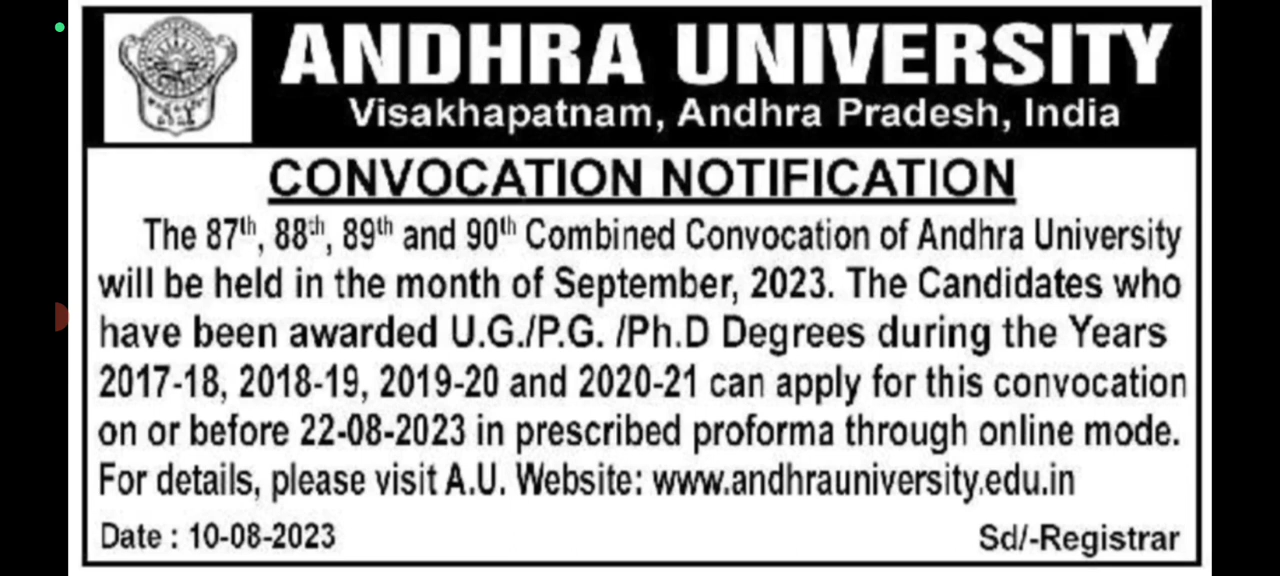 ANDHRA UNIVERSITY
Visakhapatnam, Andhra Pradesh, India
CONVOCATION NOTIFICATION
The 87th, 88th, 89th and 90th Combined Convocation of Andhra University
will be held in the month of September, 2023. The Candidates who
have been awarded U.G./P.G. /Ph.D Degrees during the Years
2017-18, 2018-19, 2019-20 and 2020-21 can apply for this convocation
on or before 22-08-2023 in prescribed proforma through online mode.
For details, please visit A.U. Website: www.andhrauniversity.edu.in
Date : 10-08-2023 Sd/-Registrar